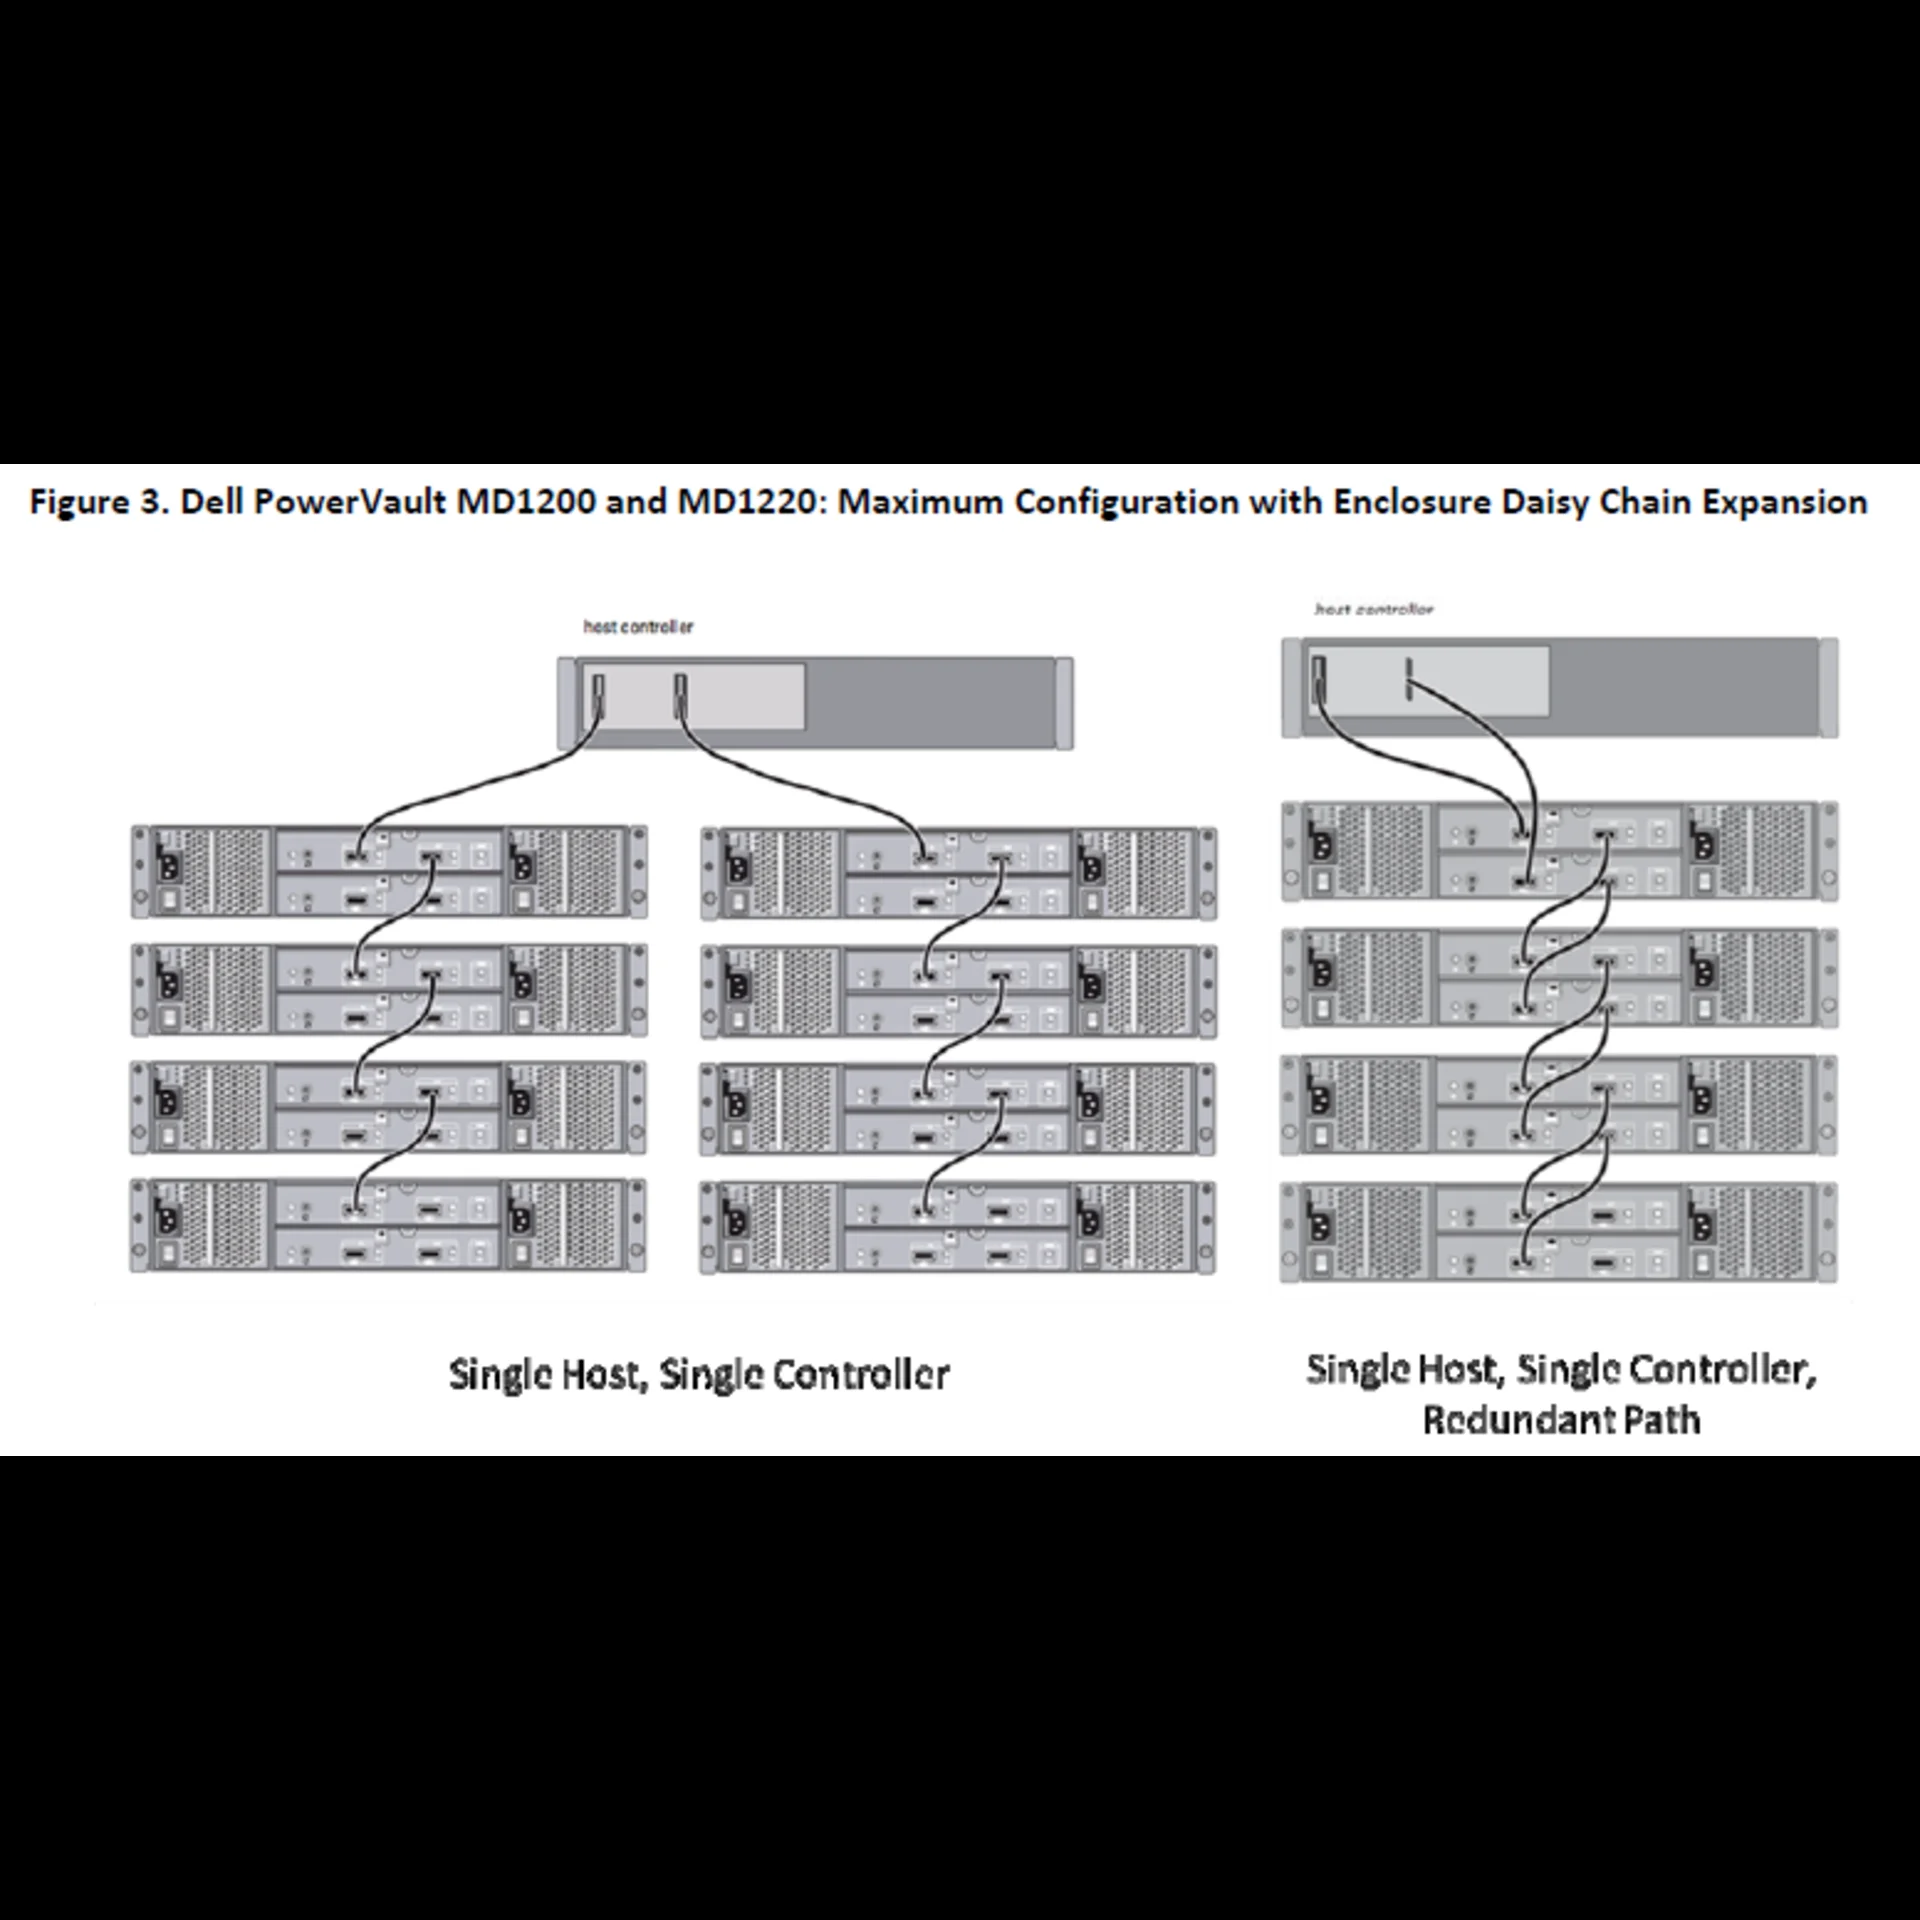 Figure 3. Dell PowerVault MD1200 and MD1220: Maximum Configuration with Enclosure Daisy Chain Expansion
host controller
host controller
Single Host, Single Controller
Single Host, Single Controller,
Redundant Path